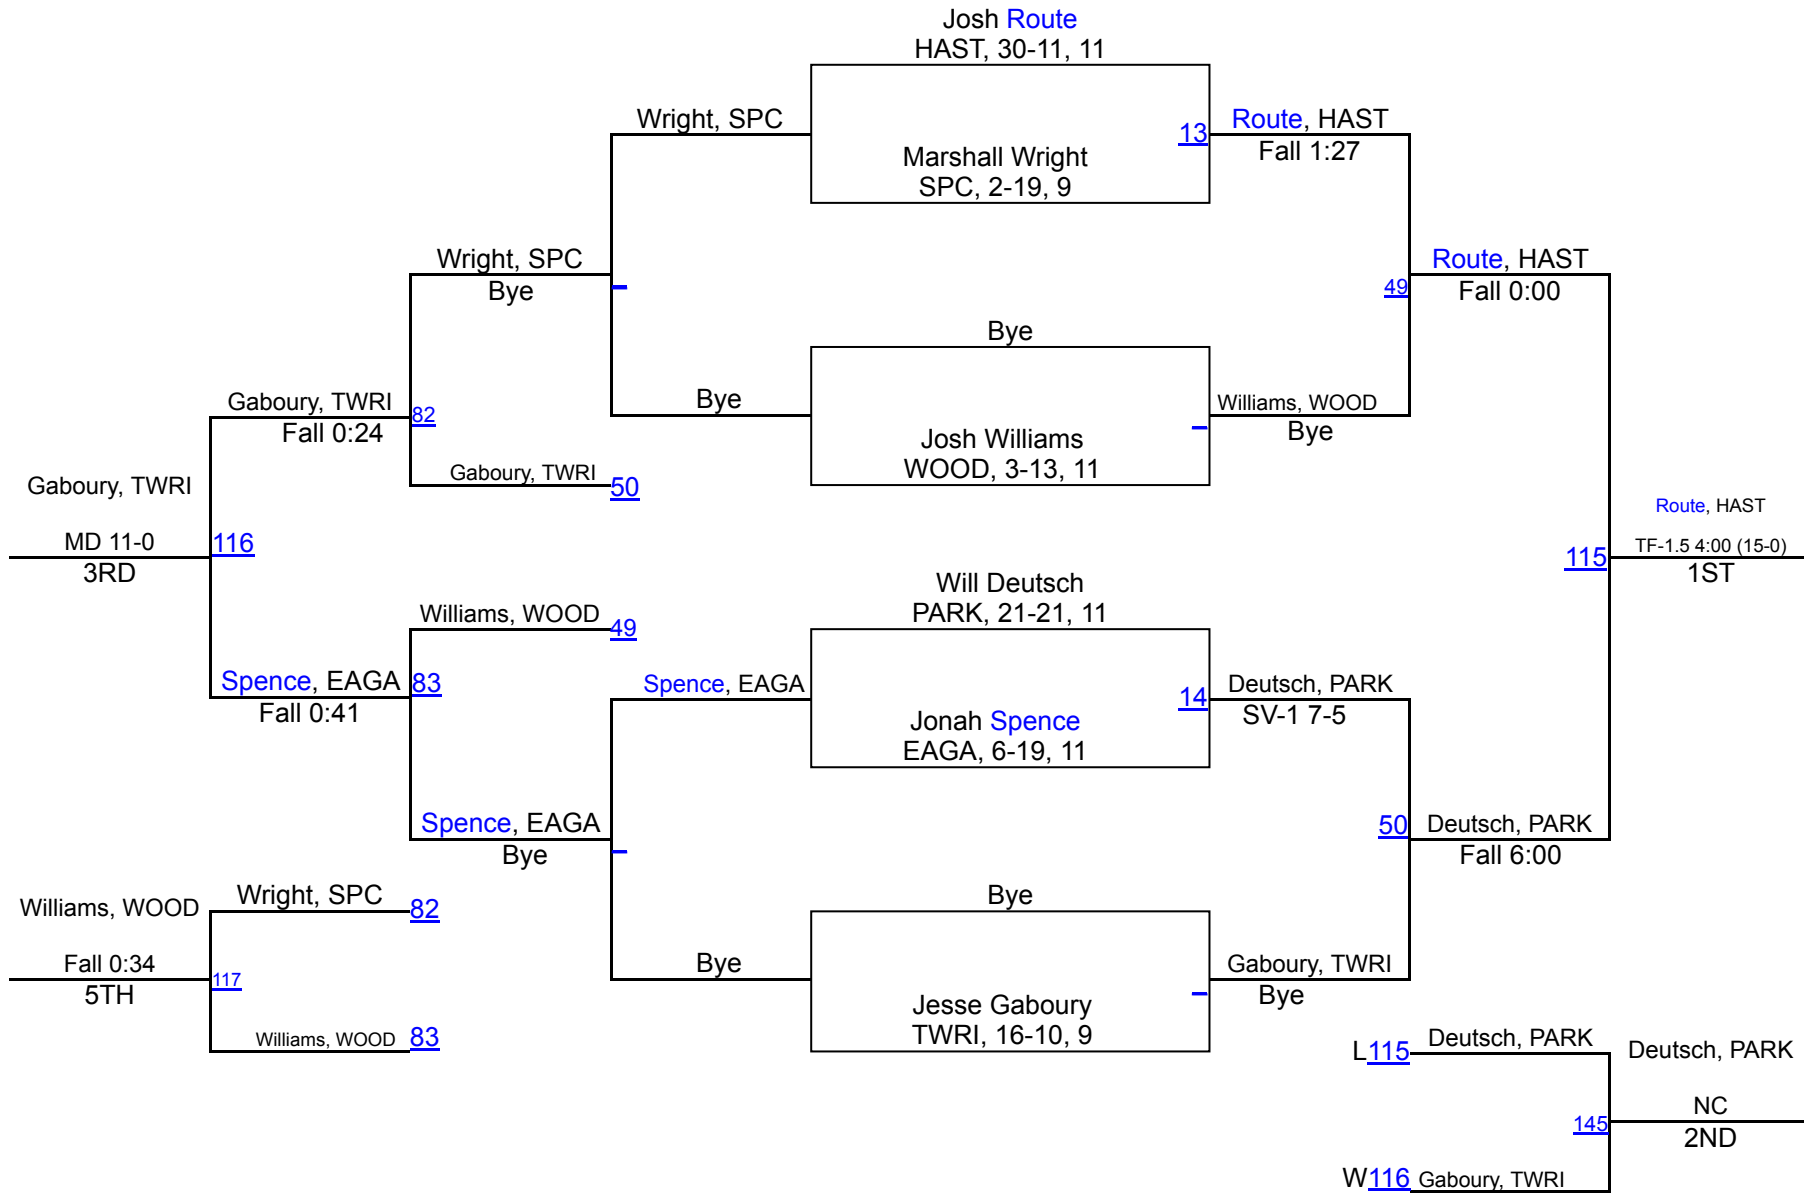 Josh Route
HAST, 30-11, 11
Wright, SPC
13
Route, HAST
Fall 1:27
Marshall Wright
SPC, 2-19, 9
Wright, SPC
Bye
49
Route, HAST
Fall 0:00
Bye
Gaboury, TWRI
Fall 0:24
82
Bye
Williams, WOOD
Bye
Josh Williams
WOOD, 3-13, 11
Gaboury, TWRI
50
Gaboury, TWRI
MD 11-0
3RD
116
Route, HAST
115
TF-1.5 4:00 (15-0)
1ST
Will Deutsch
PARK, 21-21, 11
Williams, WOOD
49
Spence, EAGA
Fall 0:41
83
Spence, EAGA
14
Deutsch, PARK
SV-1 7-5
Jonah Spence
EAGA, 6-19, 11
Spence, EAGA
Bye
50
Deutsch, PARK
Fall 6:00
Bye
Williams, WOOD
Wright, SPC
82
Fall 0:34
5TH
117
Bye
Gaboury, TWRI
Bye
Jesse Gaboury
TWRI, 16-10, 9
Williams, WOOD
83
L115
Deutsch, PARK
Deutsch, PARK
145
NC
2ND
W116
Gaboury, TWRI